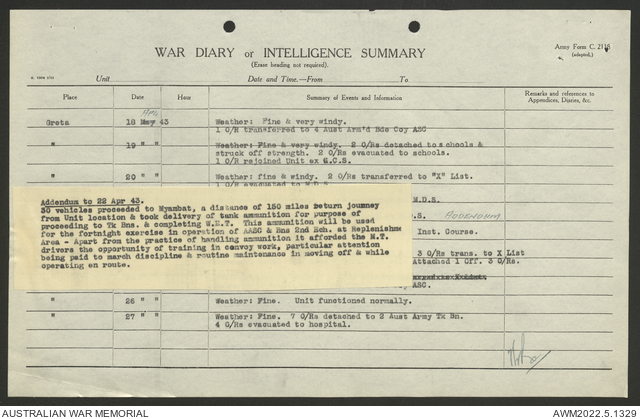 Army Form C. 2118
(adapted.)
WAR DIARY or INTELLIGENCE SUMMARY
(Erase heading not required).
Unit Date and Time.—From To
Place Date Hour Summary of Events and Information Remarks and references to
Appendices, Diaries, &c.
Apl
Greta 18 May 43 Weather: Fine & very windy.
1 O/R transferred to 4 Aust Arm'd Bde Coy ASC
" 19 " " Weather: Fine & very windy. 2 O/Rs detached to schools &
struck off strength. 2 O/Rs evacuated to schools.
1 O/R rejoined Unit ex G.C.S.
" 20 " " Weather: fine & windy. 2 O/Rs transferred to "X" List.
1 O/R evacuated to M.D.S.
M.D.S.
D.S. ADDENDUM
Inst. Course.
3 O/Rs trans. to X List
Attached 1 Off. 3 O/Rs.
ASC.
Addendum to 22 Apr 43.
30 vehicles proceeded to Nyambat, a distance of 150 miles return journey
from Unit location & took delivery of tank ammunition for purpose of
proceeding to Tk Bns. & completing W.E.T. This ammunition will be used
for the fortnight exercise in operation of AASC & Bns 2nd Ech. at Replenishme
Area - Apart from the practice of handling ammunition it afforded the M.T.
drivers the opportunity of training in convoy work, particular attention
being paid to march discipline & routine maintenance in moving off & while
operating en route.
" 26 " " Weather: Fine. Unit functioned normally.
" 27 " " Weather: Fine. 7 O/Rs detached to 2 Aust Army Tk Bn.
4 O/Rs evacuated to hospital.
AUSTRALIAN WAR MEMORIAL AWM2022.5.1329